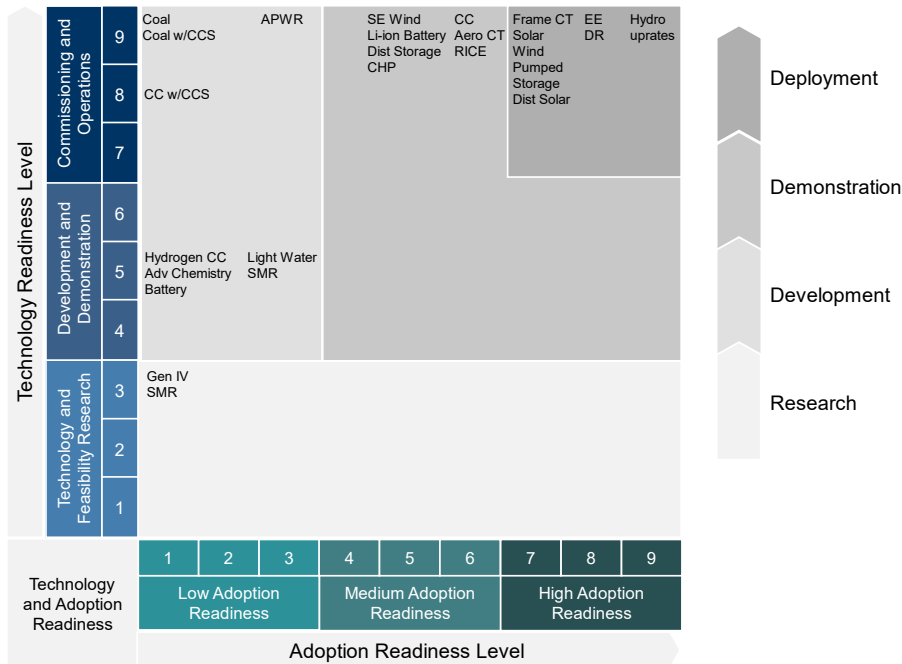 Technology Readiness Level
Commissioning and
Operations
Development and
Demonstration
Technology and
Feasibility Research
9
8
7
6
5
4
3
2
1
Coal
Coal w/CCS
APWR
CC w/CCS
SE Wind
Li-ion Battery
Dist Storage
CHP
CC
Aero CT
RICE
Frame CT
Solar
Wind
Pumped
Storage
Dist Solar
EE
DR
Hydro
uprates
Hydrogen CC
Adv Chemistry
Battery
Light Water
SMR
Gen IV
SMR
Deployment
Demonstration
Development
Research
Technology
and Adoption
Readiness
1 2 3 4 5 6 7 8 9
Low Adoption
Readiness
Medium Adoption
Readiness
High Adoption
Readiness
Adoption Readiness Level